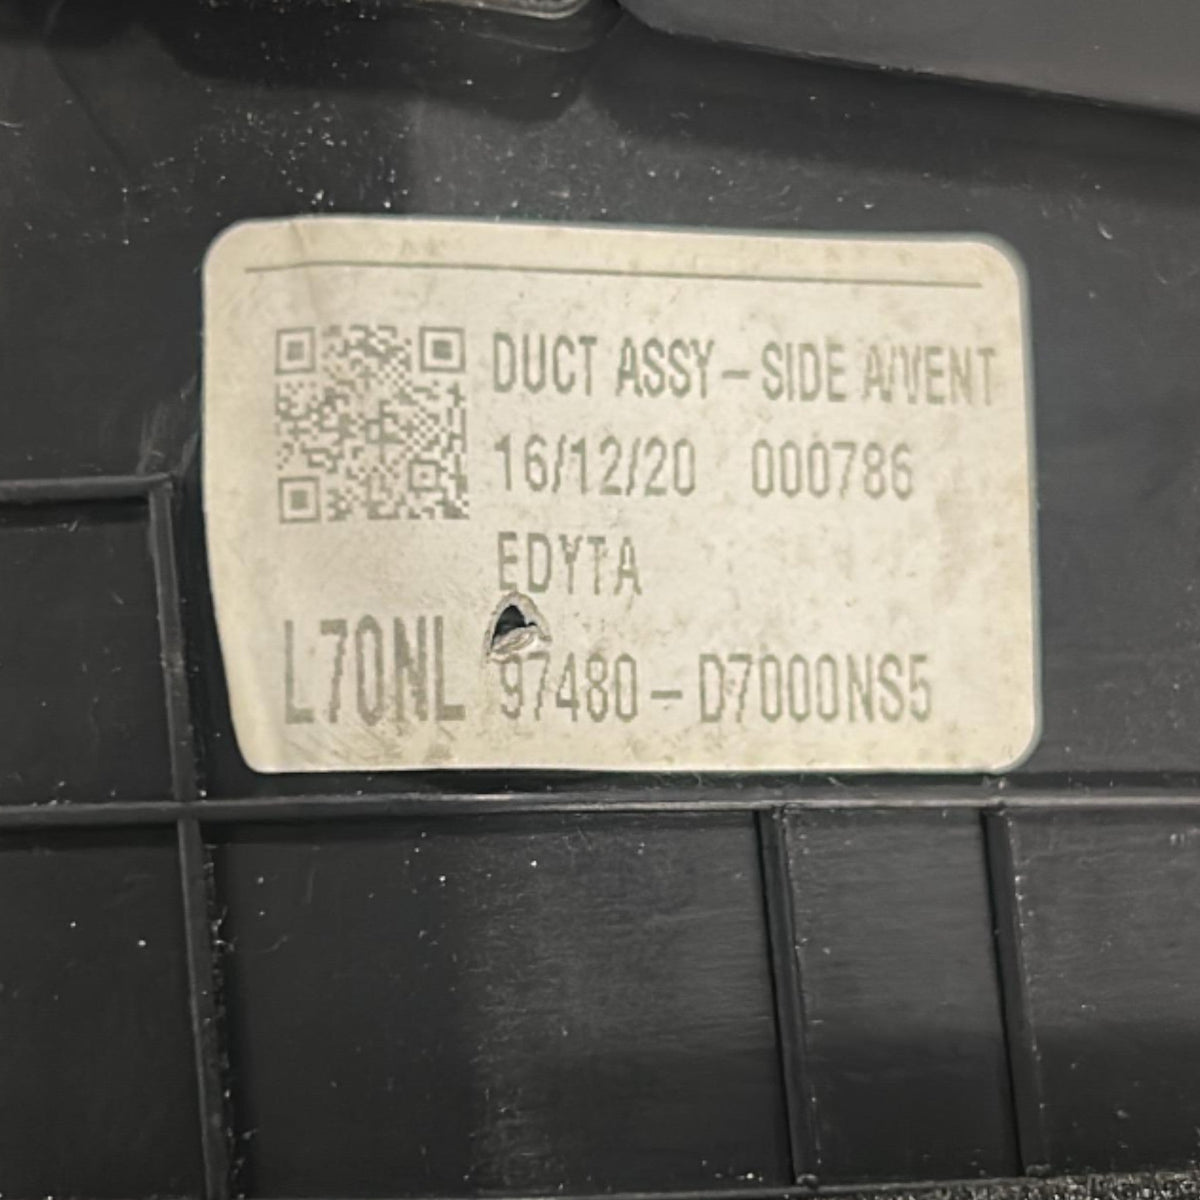 DUCT ASSY - SIDE A/VENT
16/12/20 000786
EDYTA
L70NL 97480 - D7000NS5